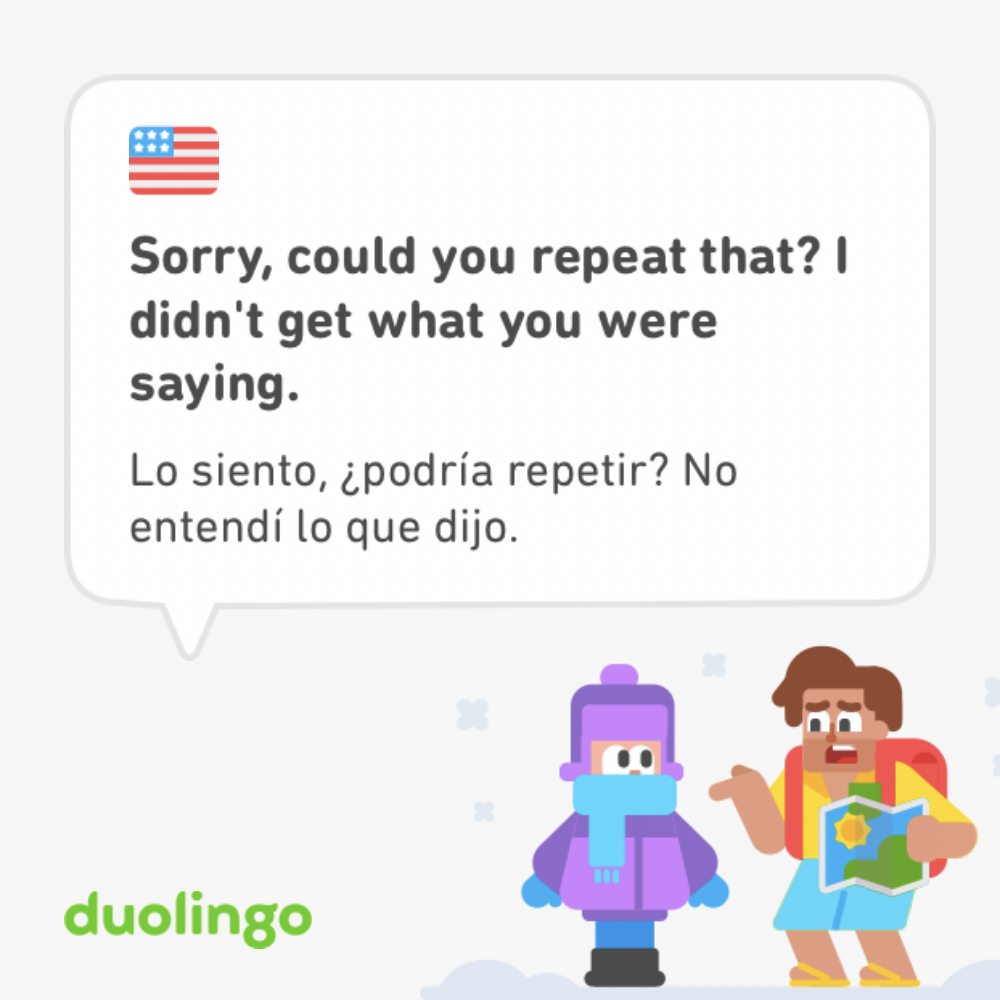 Sorry, could you repeat that? I
didn't get what you were
saying.
Lo siento, ¿podría repetir? No
entendí lo que dijo.
duolingo